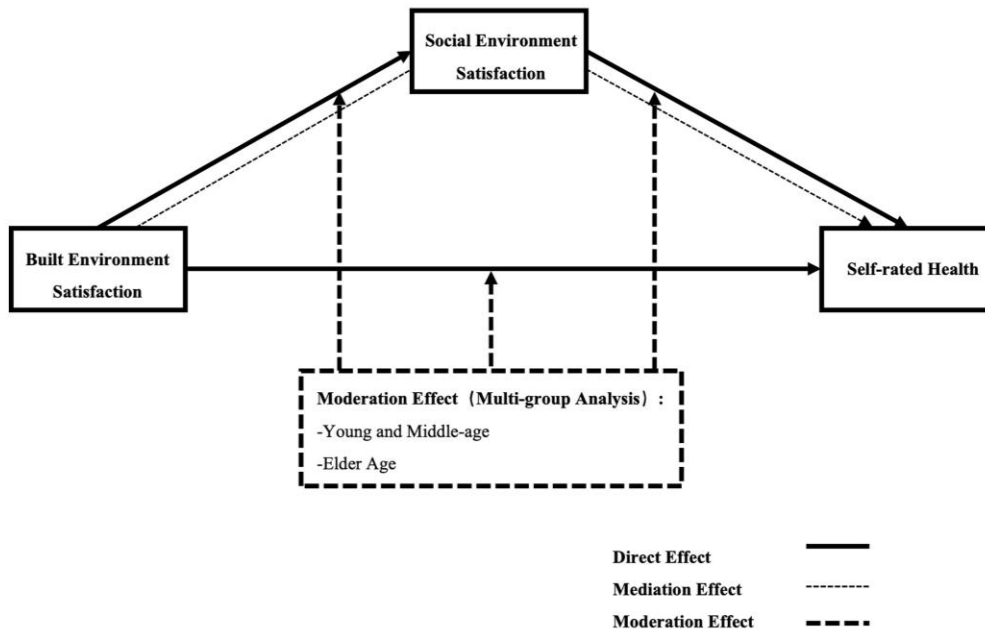 Social Environment
Satisfaction
Built Environment
Satisfaction
Self-rated Health
Moderation Effect（Multi-group Analysis）:
-Young and Middle-age
-Elder Age
Direct Effect
Mediation Effect
Moderation Effect